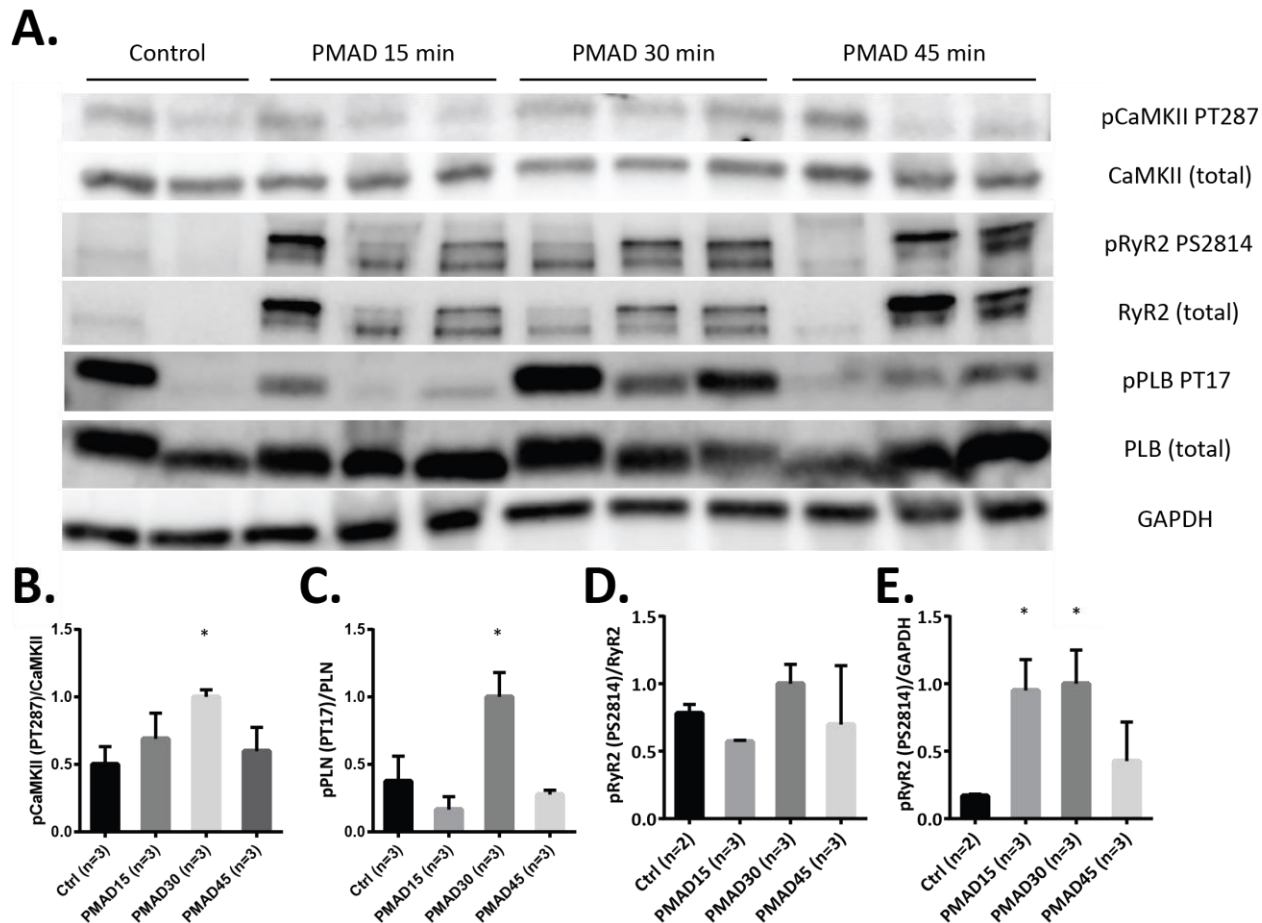 A.
Control PMAD 15 min PMAD 30 min PMAD 45 min
pCaMKII PT287
CaMKII (total)
pRyR2 PS2814
RyR2 (total)
pPLB PT17
PLB (total)
GAPDH
B.
pCaMKII (PT287)/CaMKII
1.5
1.0
0.5
0.0
*
Ctrl (n=3)
PMAD15 (n=3)
PMAD30 (n=3)
PMAD45 (n=3)
C.
pPLN (PT17)/PLN
1.5
1.0
0.5
0.0
*
Ctrl (n=3)
PMAD15 (n=3)
PMAD30 (n=3)
PMAD45 (n=3)
D.
pRyR2 (PS2814)/RyR2
1.5
1.0
0.5
0.0
Ctrl (n=2)
PMAD15 (n=3)
PMAD30 (n=3)
PMAD45 (n=3)
E.
pRyR2 (PS2814)/GAPDH
1.5
1.0
0.5
0.0
*
*
Ctrl (n=2)
PMAD15 (n=3)
PMAD30 (n=3)
PMAD45 (n=3)